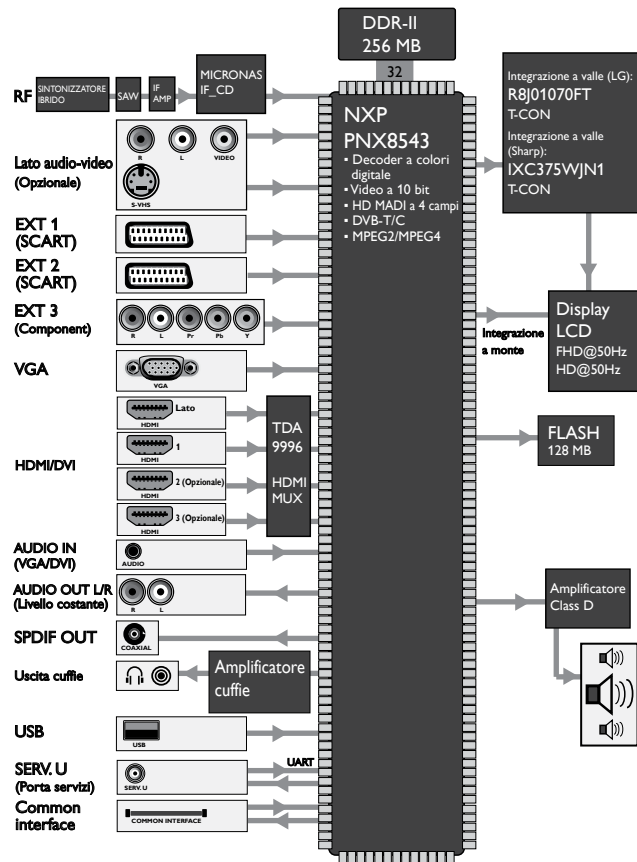 DDR-II
256 MB
32
RF
SINTONIZZATORE
IBRIDO
SAW
IF
AMP
MICRONAS
IF_CD
Lato audio-video
(Opzionale)
R
L
VIDEO
S-VHS
EXT 1
(SCART)
EXT 2
(SCART)
EXT 3
(Component)
R
L
Pr
Pb
Y
VGA
VGA
HDMI/DVI
Lato
HDMI
1
HDMI
2 (Opzionale)
HDMI
3 (Opzionale)
HDMI
TDA
9996
HDMI
MUX
AUDIO IN
(VGA/DVI)
AUDIO
AUDIO OUT L/R
(Livello costante)
R
L
SPDIF OUT
COAXIAL
Uscita cuffie
Amplificatore
cuffie
USB
USB
SERV. U
(Porta servizi)
SERV. U
UART
Common
interface
COMMON INTERFACE
NXP
PNX8543
▪ Decoder a colori
digitale
▪ Video a 10 bit
▪ HD MADI a 4 campi
▪ DVB-T/C
▪ MPEG2/MPEG4
Integrazione a valle (LG):
R8J01070FT
T-CON
Integrazione a valle
(Sharp):
IXC375WJN1
T-CON
Integrazione
a monte
Display
LCD
FHD@50Hz
HD@50Hz
FLASH
128 MB
Amplificatore
Class D